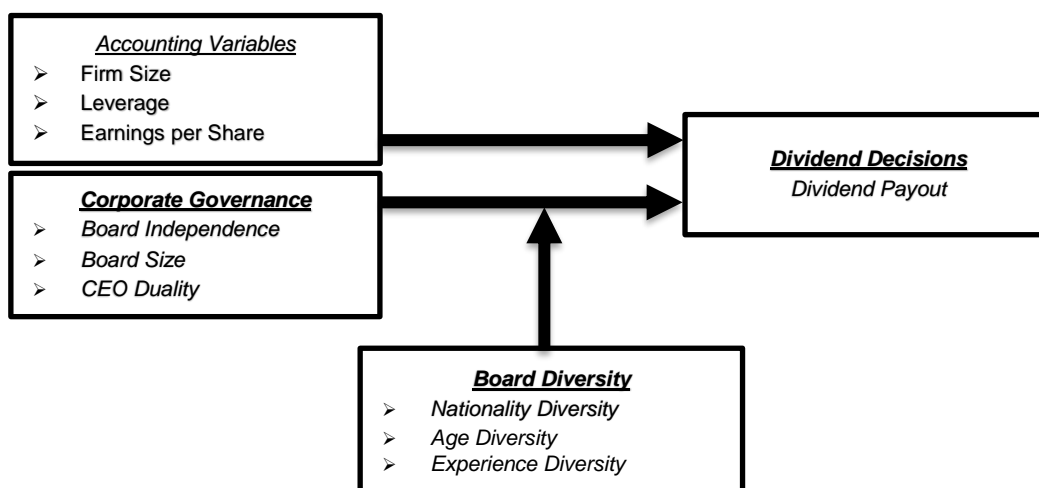 Accounting Variables
➢ Firm Size
➢ Leverage
➢ Earnings per Share
Corporate Governance
➢ Board Independence
➢ Board Size
➢ CEO Duality
Dividend Decisions
Dividend Payout
Board Diversity
➢ Nationality Diversity
➢ Age Diversity
➢ Experience Diversity